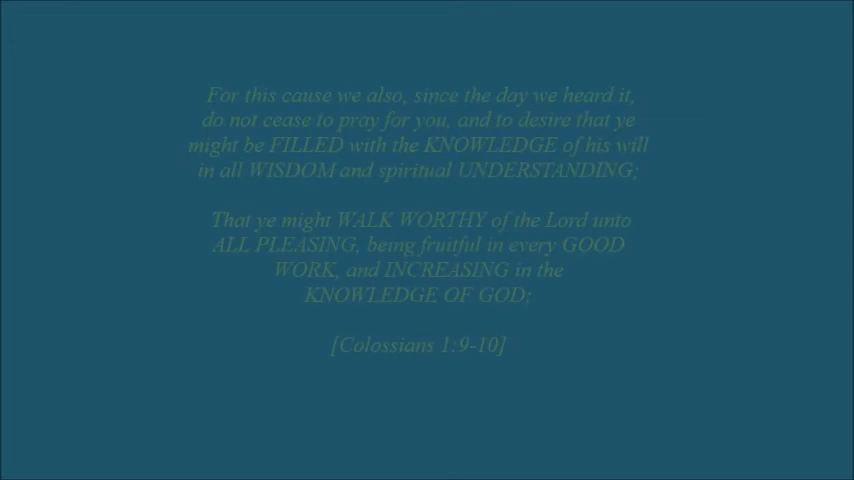 For this cause we also, since the day we heard it,
do not cease to pray for you, and to desire that ye
might be FILLED with the KNOWLEDGE of his will
in all WISDOM and spiritual UNDERSTANDING;
That ye might WALK WORTHY of the Lord unto
ALL PLEASING, being fruitful in every GOOD
WORK, and INCREASING in the
KNOWLEDGE OF GOD;
[Colossians 1:9-10]